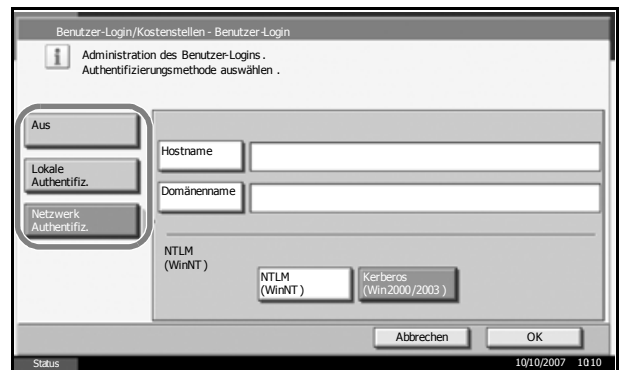 Benutzer-Login/Kostenstellen - Benutzer-Login
Administration des Benutzer-Logins.
Authentifizierungsmethode auswählen .
Aus
Lokale
Authentifiz.
Netzwerk
Authentifiz.
Hostname
Domänenname
NTLM
(WinNT )
NTLM
(WinNT )
Kerberos
(Win2000/2003 )
Abbrechen
OK
Status
10/10/2007 10:10